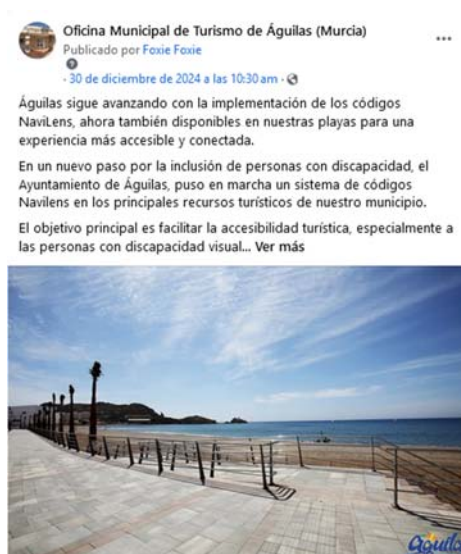 Oficina Municipal de Turismo de Águilas (Murcia)
Publicado por Foxie Foxie
· 30 de diciembre de 2024 a las 10:30 am ·
Águilas sigue avanzando con la implementación de los códigos
NaviLens, ahora también disponibles en nuestras playas para una
experiencia más accesible y conectada.
En un nuevo paso por la inclusión de personas con discapacidad, el
Ayuntamiento de Águilas, puso en marcha un sistema de códigos
Navilens en los principales recursos turísticos de nuestro municipio.
El objetivo principal es facilitar la accesibilidad turística, especialmente a
las personas con discapacidad visual... Ver más